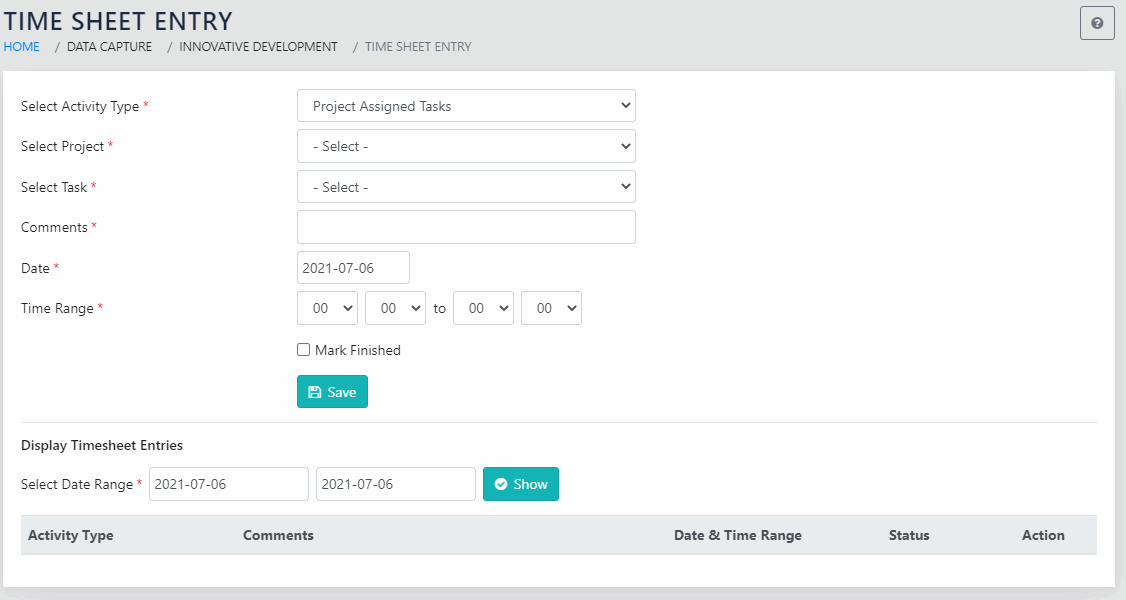 TIME SHEET ENTRY
HOME / DATA CAPTURE / INNOVATIVE DEVELOPMENT / TIME SHEET ENTRY
Select Activity Type * Project Assigned Tasks
Select Project * - Select -
Select Task * - Select -
Comments *
Date * 2021-07-06
Time Range * 00 00 to 00 00
Mark Finished
Save
Display Timesheet Entries
Select Date Range * 2021-07-06 2021-07-06 Show
Activity Type Comments Date & Time Range Status Action